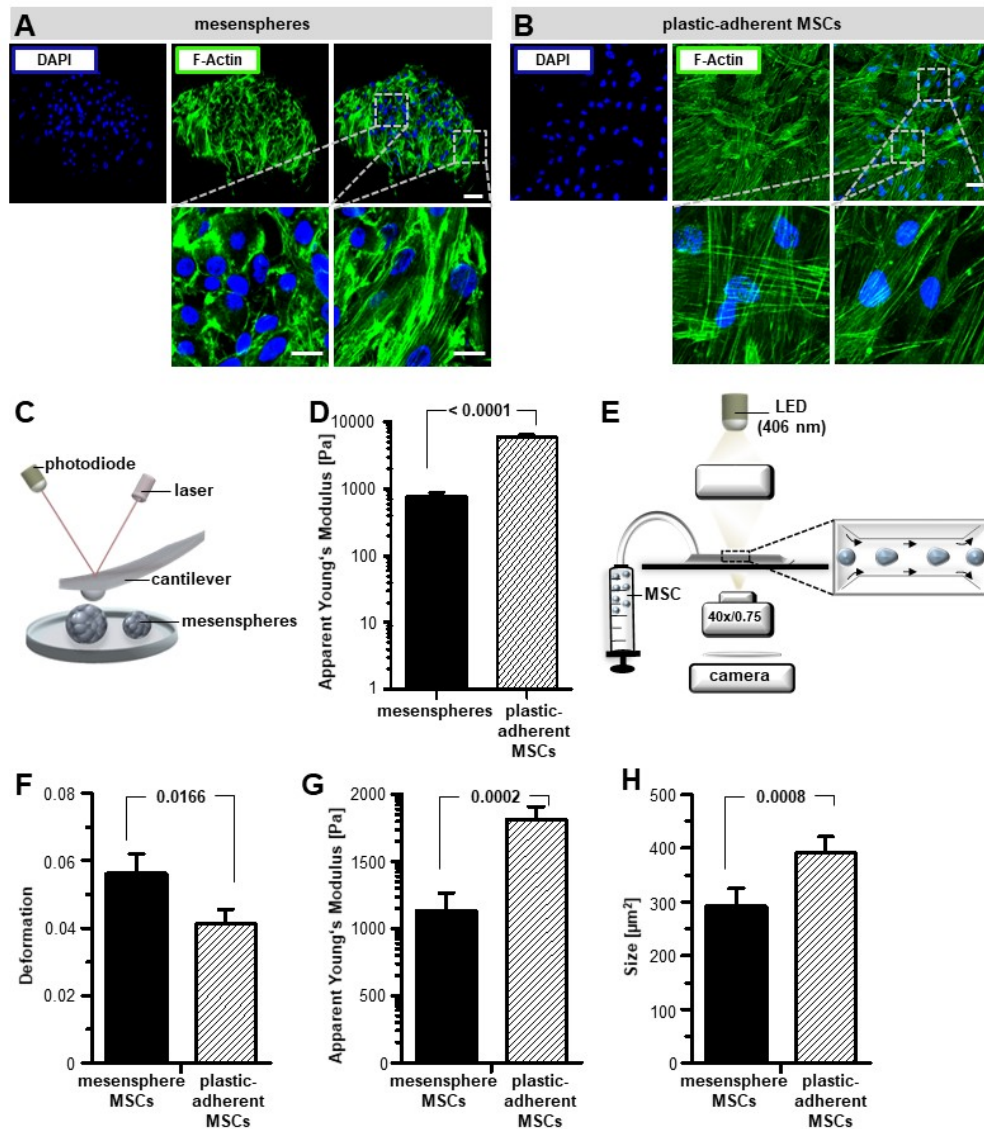 A
mesenspheres
DAPI
F-Actin
B
plastic-adherent MSCs
DAPI
F-Actin
C
photodiode
laser
cantilever
mesenspheres
D
< 0.0001
Apparent Young‘s Modulus [Pa]
10000
1000
100
10
1
mesenspheres
plastic-
adherent
MSCs
E
LED
(406 nm)
MSC
40x/0.75
camera
F
0.0166
Deformation
0.08
0.06
0.04
0.02
0
mesensphere
MSCs
plastic-
adherent
MSCs
G
0.0002
Apparent Young‘s Modulus [Pa]
2000
1500
1000
500
0
mesensphere
MSCs
plastic-
adherent
MSCs
H
0.0008
Size [µm²]
500
400
300
200
100
0
mesensphere
MSCs
plastic-
adherent
MSCs